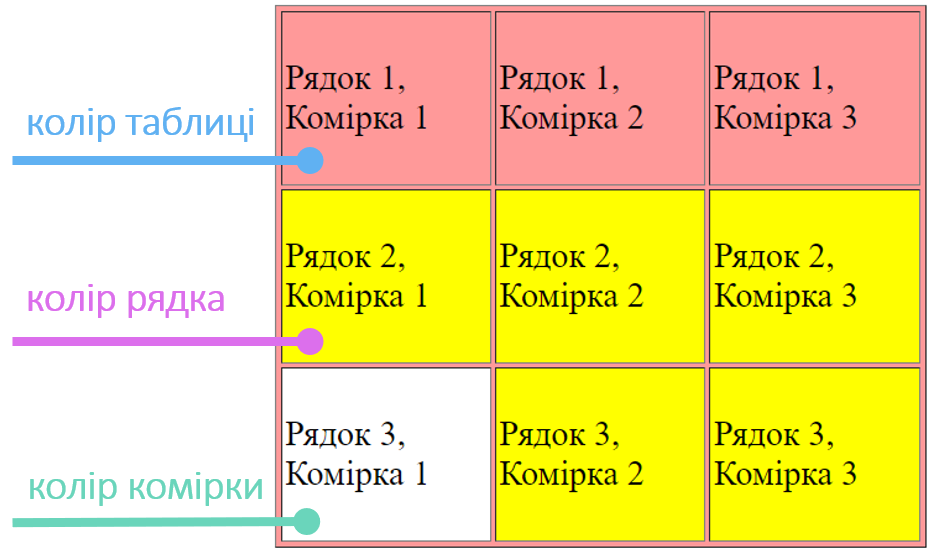 колір таблиці
Рядок 1,
Комірка 1
Рядок 1,
Комірка 2
Рядок 1,
Комірка 3
колір рядка
Рядок 2,
Комірка 1
Рядок 2,
Комірка 2
Рядок 2,
Комірка 3
колір комірки
Рядок 3,
Комірка 1
Рядок 3,
Комірка 2
Рядок 3,
Комірка 3